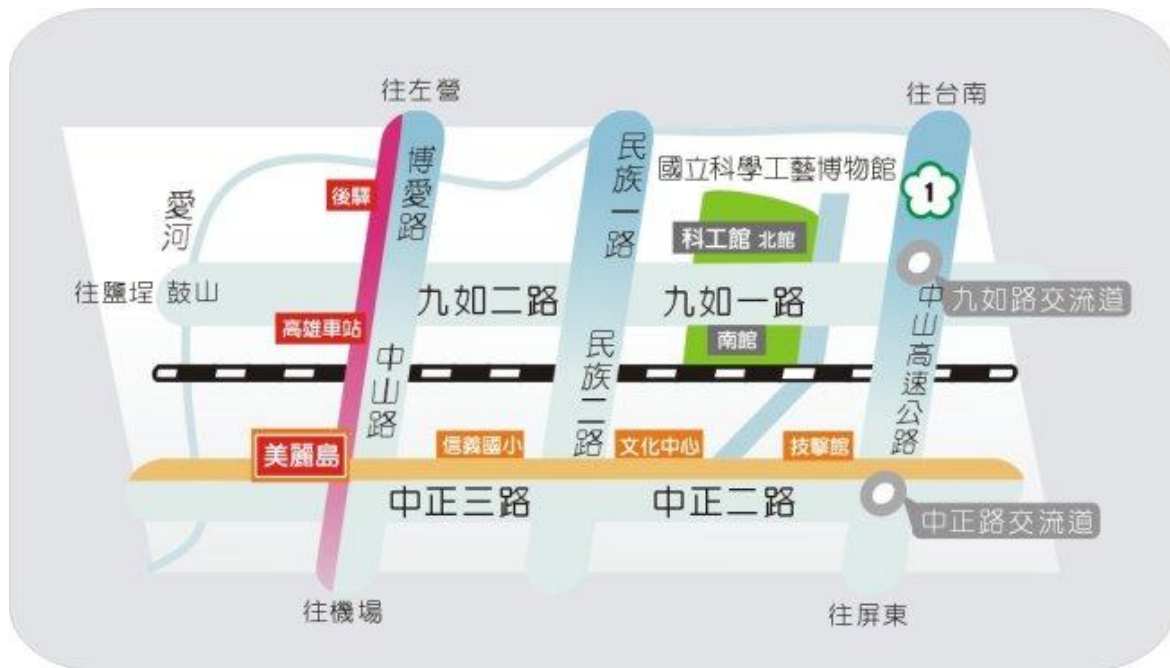 往左營
往台南
博愛路
民族一路
國立科學工藝博物館
1
後驛
愛河
科工館 北館
往鹽埕 鼓山
九如二路
九如一路
九如路交流道
高雄車站
南館
中山路
民族二路
中山高速公路
美麗島
信義國小
文化中心
技擊館
中正三路
中正二路
中正路交流道
往機場
往屏東